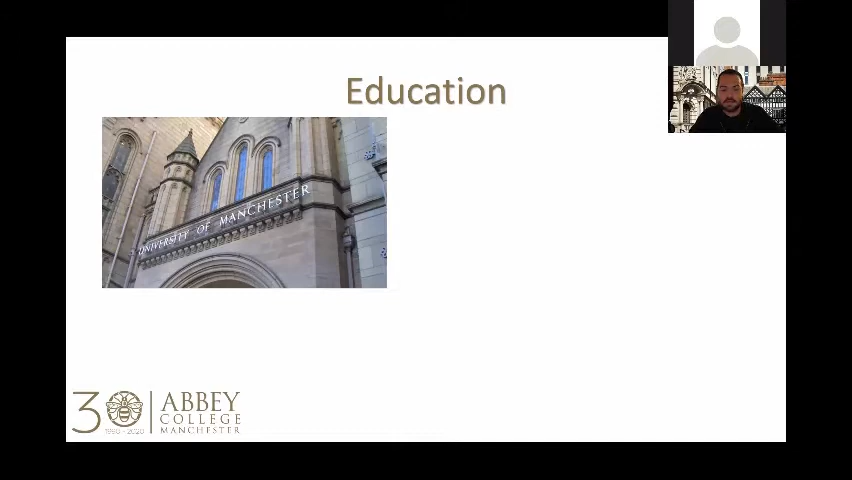 Education
UNIVERSITY OF MANCHESTER
30
1990 - 2020
ABBEY
COLLEGE
MANCHESTER